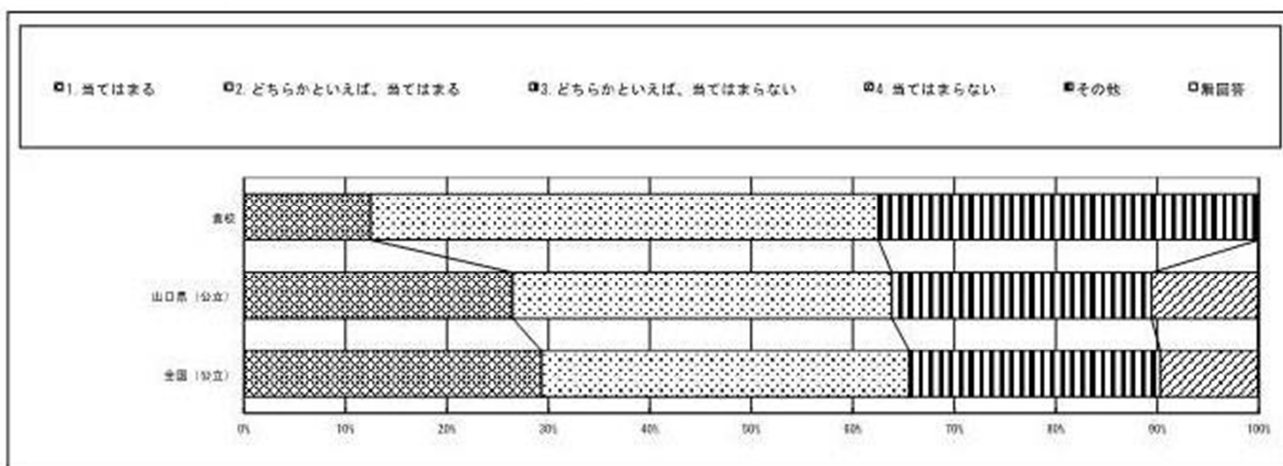 1.当てはまる 2.どちらかといえば、当てはまる 3.どちらかといえば、当てはまらない 4.当てはまらない その他 無回答
貴校
山口県（公立）
全国（公立）
0% 10% 20% 30% 40% 50% 60% 70% 80% 90% 100%